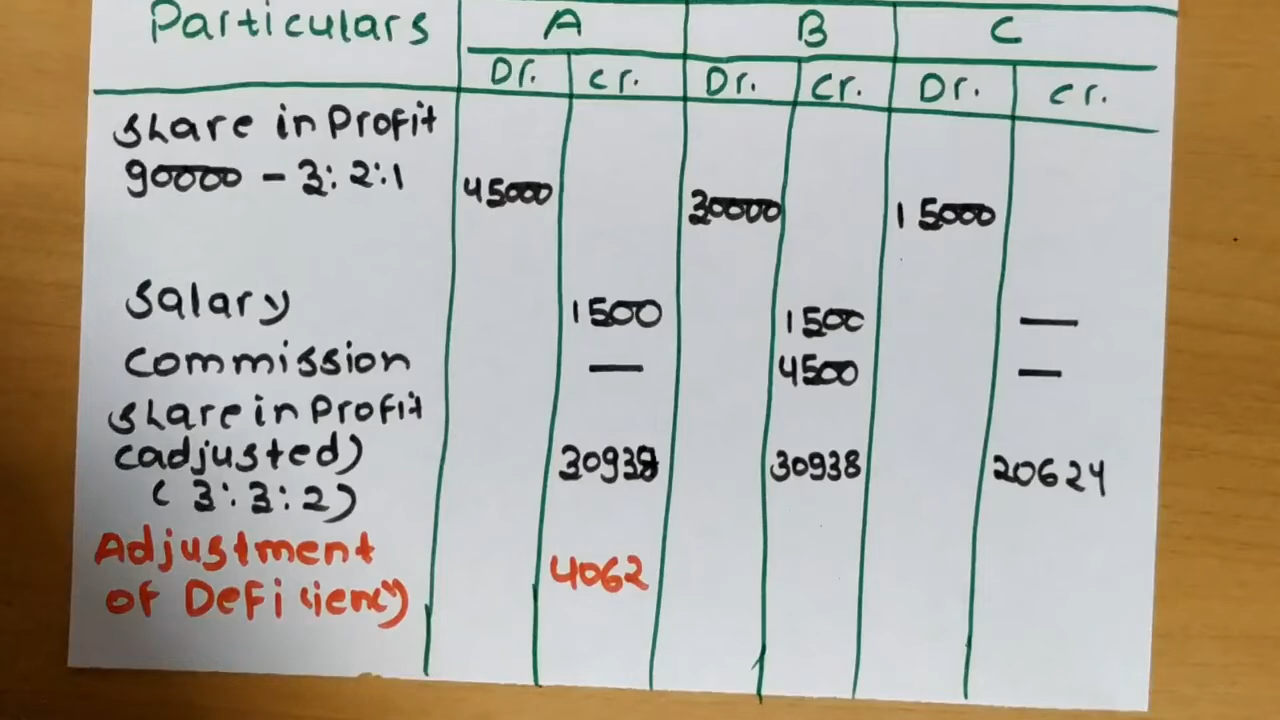 Particulars A B C
Dr. Cr. Dr. Cr. Dr. Cr.
Share in Profit
90000 - 3:2:1 45000 30000 15000
Salary 1500 1500 —
Commission — 4500 —
Share in Profit
(adjusted) 30938 30938 20624
(3:3:2)
Adjustment
of Deficiency) 4062